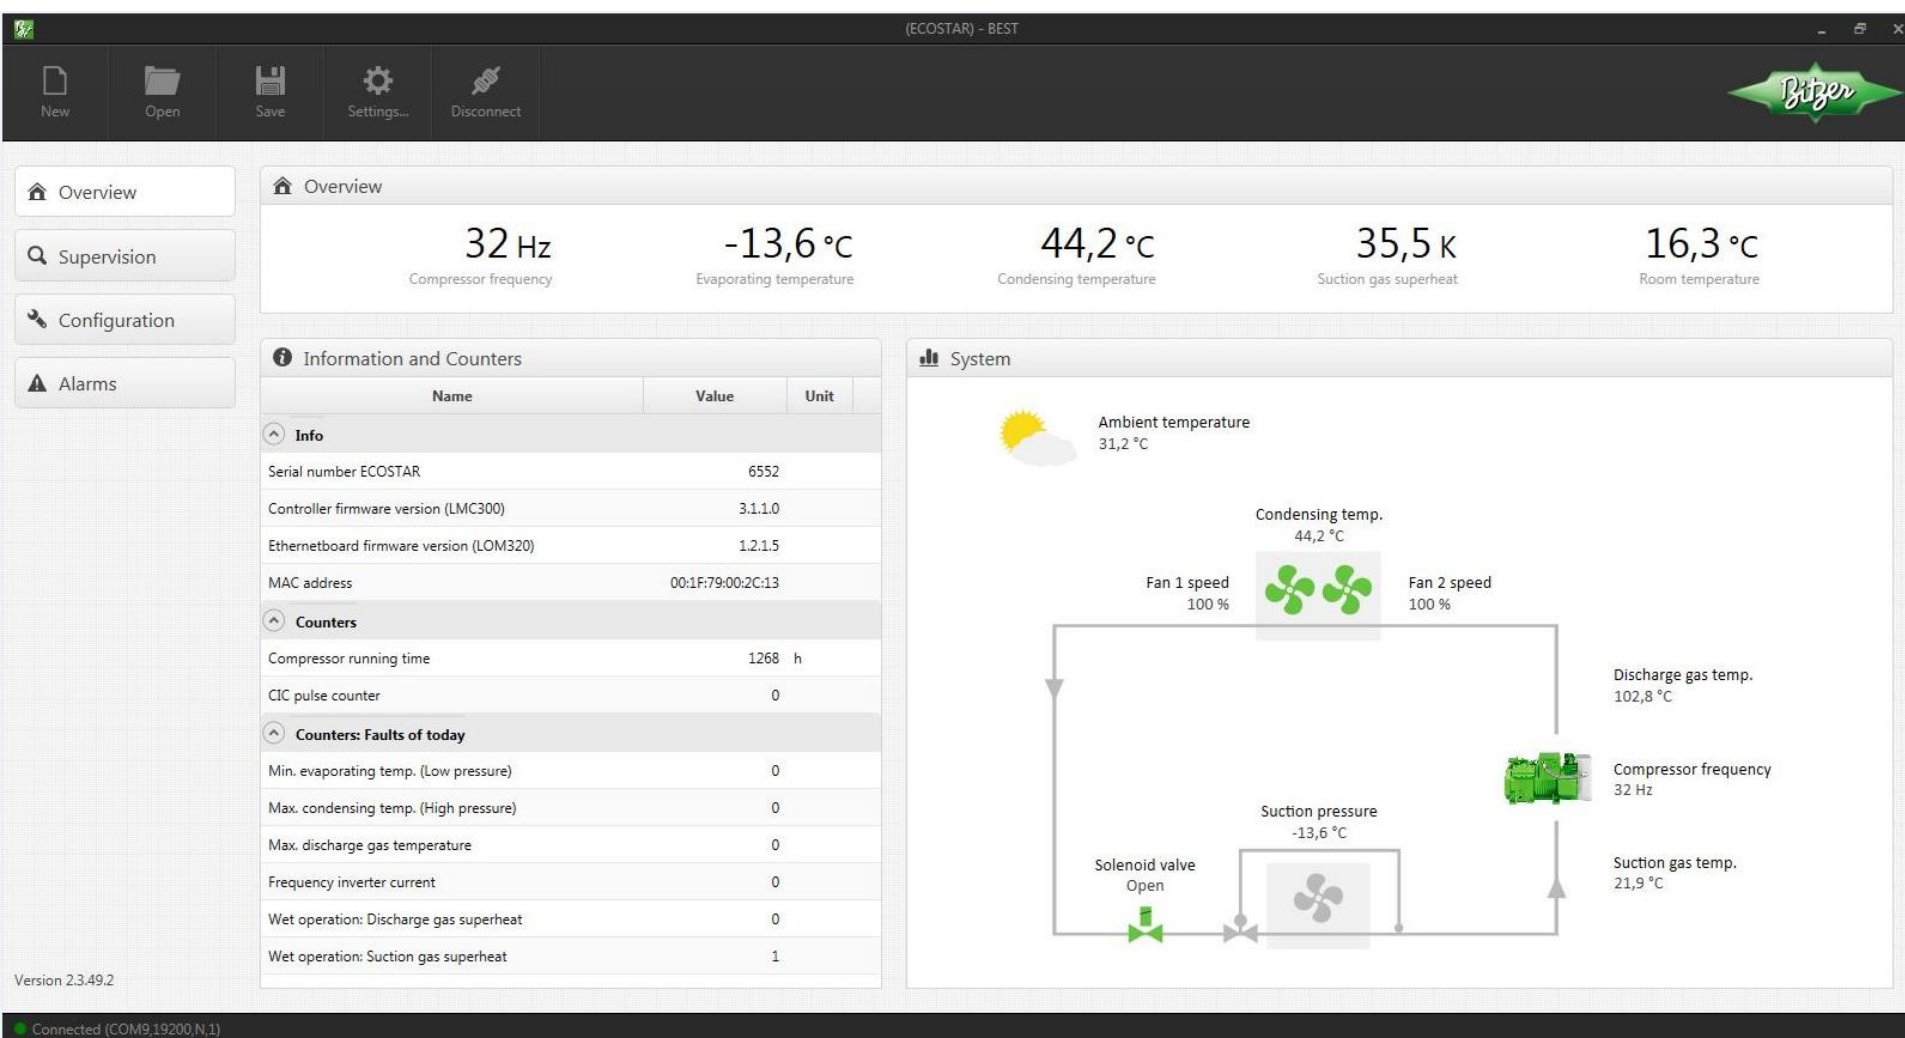 (ECOSTAR) - BEST
New
Open
Save
Settings...
Disconnect
Bitzer
Overview
Supervision
Configuration
Alarms
Overview
32 Hz
Compressor frequency
-13,6 °C
Evaporating temperature
44,2 °C
Condensing temperature
35,5 K
Suction gas superheat
16,3 °C
Room temperature
Information and Counters
Name Value Unit
Info
Serial number ECOSTAR 6552
Controller firmware version (LMC300) 3.1.1.0
Ethernetboard firmware version (LOM320) 1.2.1.5
MAC address 00:1F:79:00:2C:13
Counters
Compressor running time 1268 h
CIC pulse counter 0
Counters: Faults of today
Min. evaporating temp. (Low pressure) 0
Max. condensing temp. (High pressure) 0
Max. discharge gas temperature 0
Frequency inverter current 0
Wet operation: Discharge gas superheat 0
Wet operation: Suction gas superheat 1
System
Ambient temperature
31,2 °C
Condensing temp.
44,2 °C
Fan 1 speed
100 %
Fan 2 speed
100 %
Discharge gas temp.
102,8 °C
Compressor frequency
32 Hz
Suction pressure
-13,6 °C
Solenoid valve
Open
Suction gas temp.
21,9 °C
Version 2.3.49.2
Connected (COM9,19200,N,1)